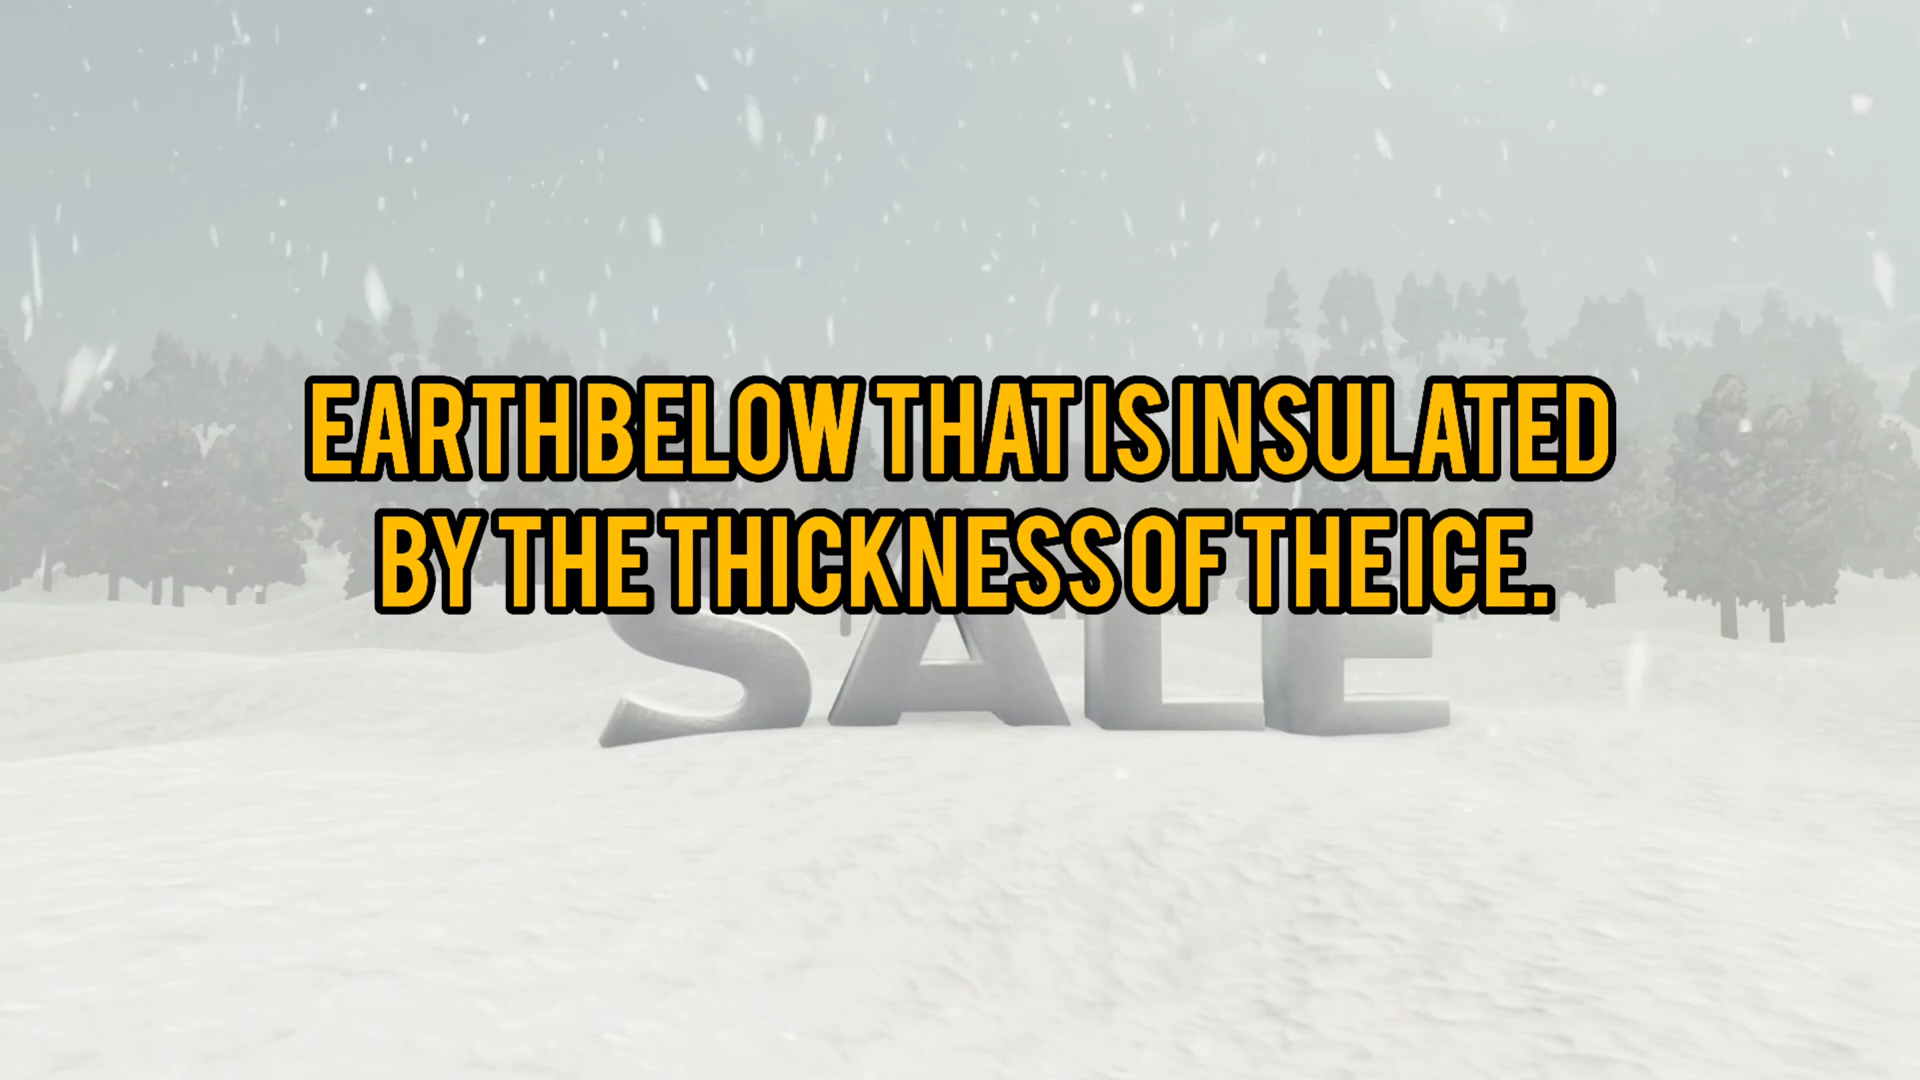 EARTH BELOW THAT IS INSULATED
BY THE THICKNESS OF THE ICE.
SALE